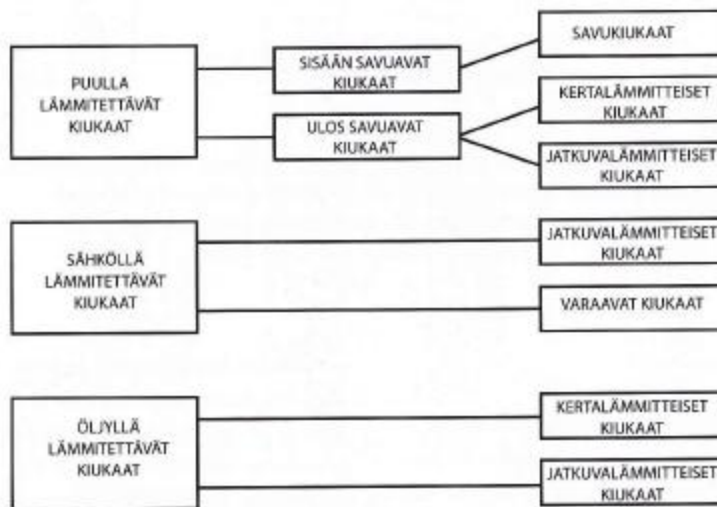 PUULLA
LÄMMITETTÄVÄT
KIUKAAT
SISÄÄN SAVUAVAT
KIUKAAT
SAVUKIUKAAT
ULOS SAVUAVAT
KIUKAAT
KERTALÄMMITTEISET
KIUKAAT
JATKUVALÄMMITTEISET
KIUKAAT
SÄHKÖLLÄ
LÄMMITETTÄVÄT
KIUKAAT
JATKUVALÄMMITTEISET
KIUKAAT
VARAAVAT KIUKAAT
ÖLJYLLÄ
LÄMMITETTÄVÄT
KIUKAAT
KERTALÄMMITTEISET
KIUKAAT
JATKUVALÄMMITTEISET
KIUKAAT